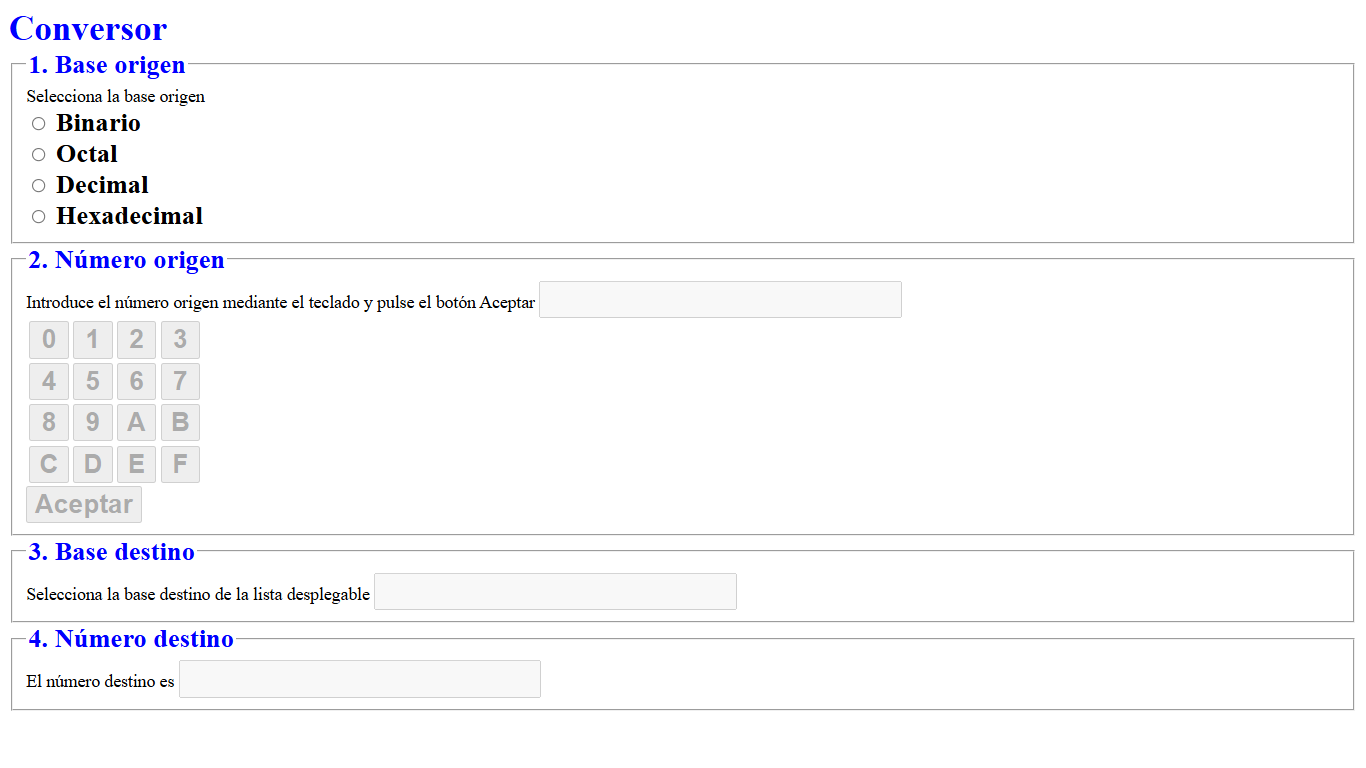 Conversor
1. Base origen
Selecciona la base origen
Binario
Octal
Decimal
Hexadecimal
2. Número origen
Introduce el número origen mediante el teclado y pulse el botón Aceptar
0 1 2 3
4 5 6 7
8 9 A B
C D E F
Aceptar
3. Base destino
Selecciona la base destino de la lista desplegable
4. Número destino
El número destino es